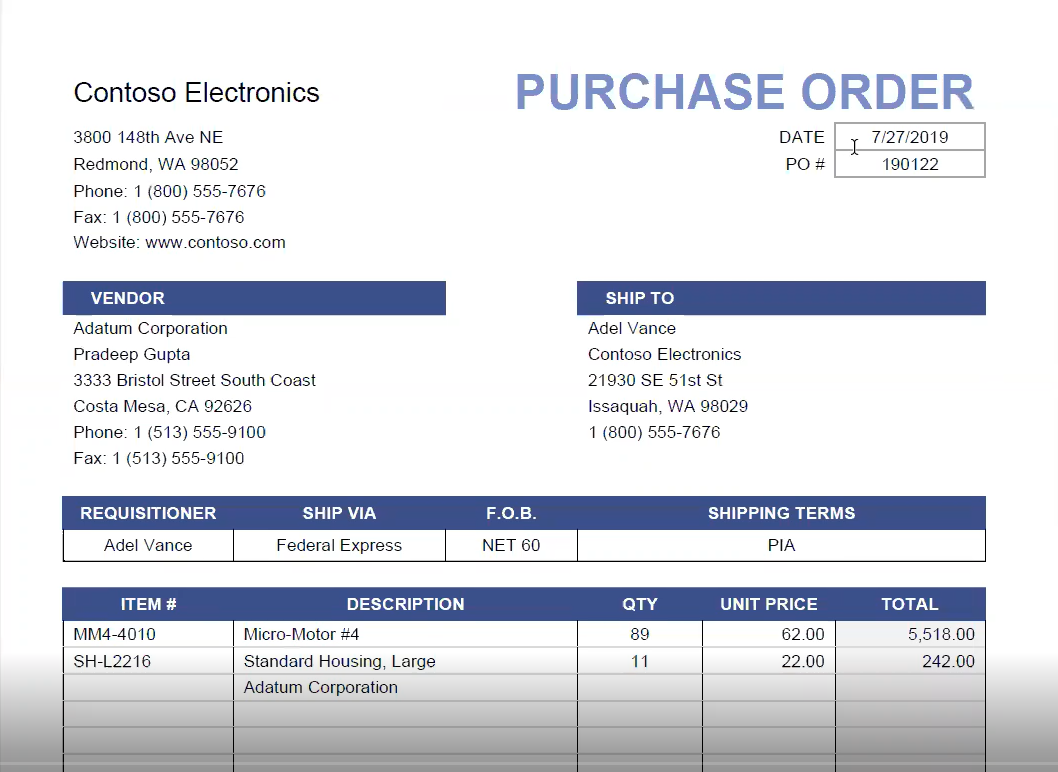 Contoso Electronics
PURCHASE ORDER
3800 148th Ave NE
DATE 7/27/2019
Redmond, WA 98052
PO # 190122
Phone: 1 (800) 555-7676
Fax: 1 (800) 555-7676
Website: www.contoso.com
VENDOR
Adatum Corporation
Pradeep Gupta
3333 Bristol Street South Coast
Costa Mesa, CA 92626
Phone: 1 (513) 555-9100
Fax: 1 (513) 555-9100
SHIP TO
Adel Vance
Contoso Electronics
21930 SE 51st St
Issaquah, WA 98029
1 (800) 555-7676
REQUISITIONER SHIP VIA F.O.B. SHIPPING TERMS
Adel Vance Federal Express NET 60 PIA
ITEM # DESCRIPTION QTY UNIT PRICE TOTAL
MM4-4010 Micro-Motor #4 89 62.00 5,518.00
SH-L2216 Standard Housing, Large 11 22.00 242.00
Adatum Corporation